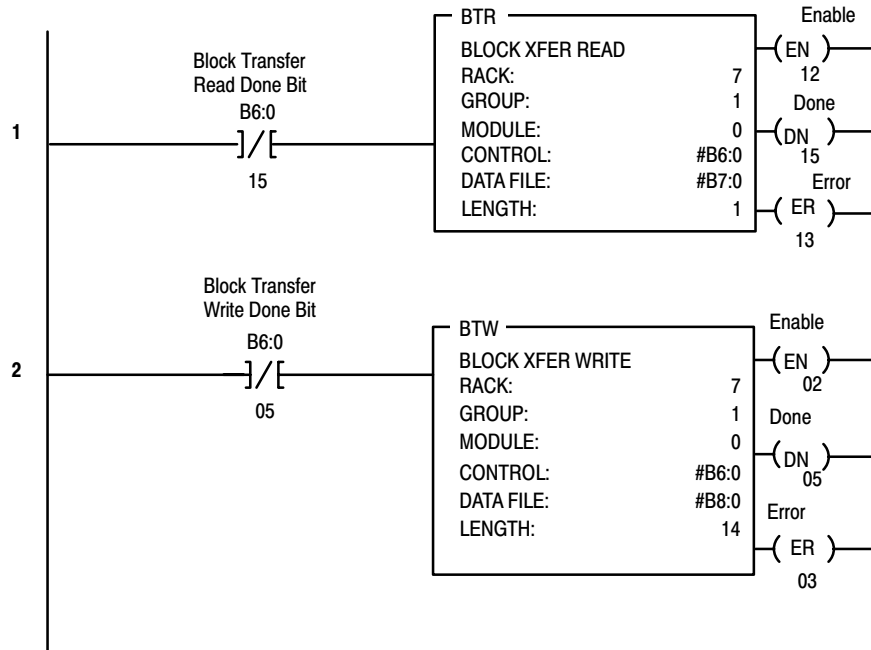 BTR
Enable
BLOCK XFER READ
(EN)
12
Block Transfer
Read Done Bit
RACK: 7
GROUP: 1
Done
B6:0
1
]/[
MODULE: 0
(DN)
15
CONTROL: #B6:0
15
DATA FILE: #B7:0
Error
LENGTH: 1
(ER)
13
Block Transfer
Write Done Bit
BTW
Enable
B6:0
BLOCK XFER WRITE
(EN)
02
2
]/[
RACK: 7
05
GROUP: 1
Done
MODULE: 0
(DN)
05
CONTROL: #B6:0
DATA FILE: #B8:0
Error
LENGTH: 14
(ER)
03